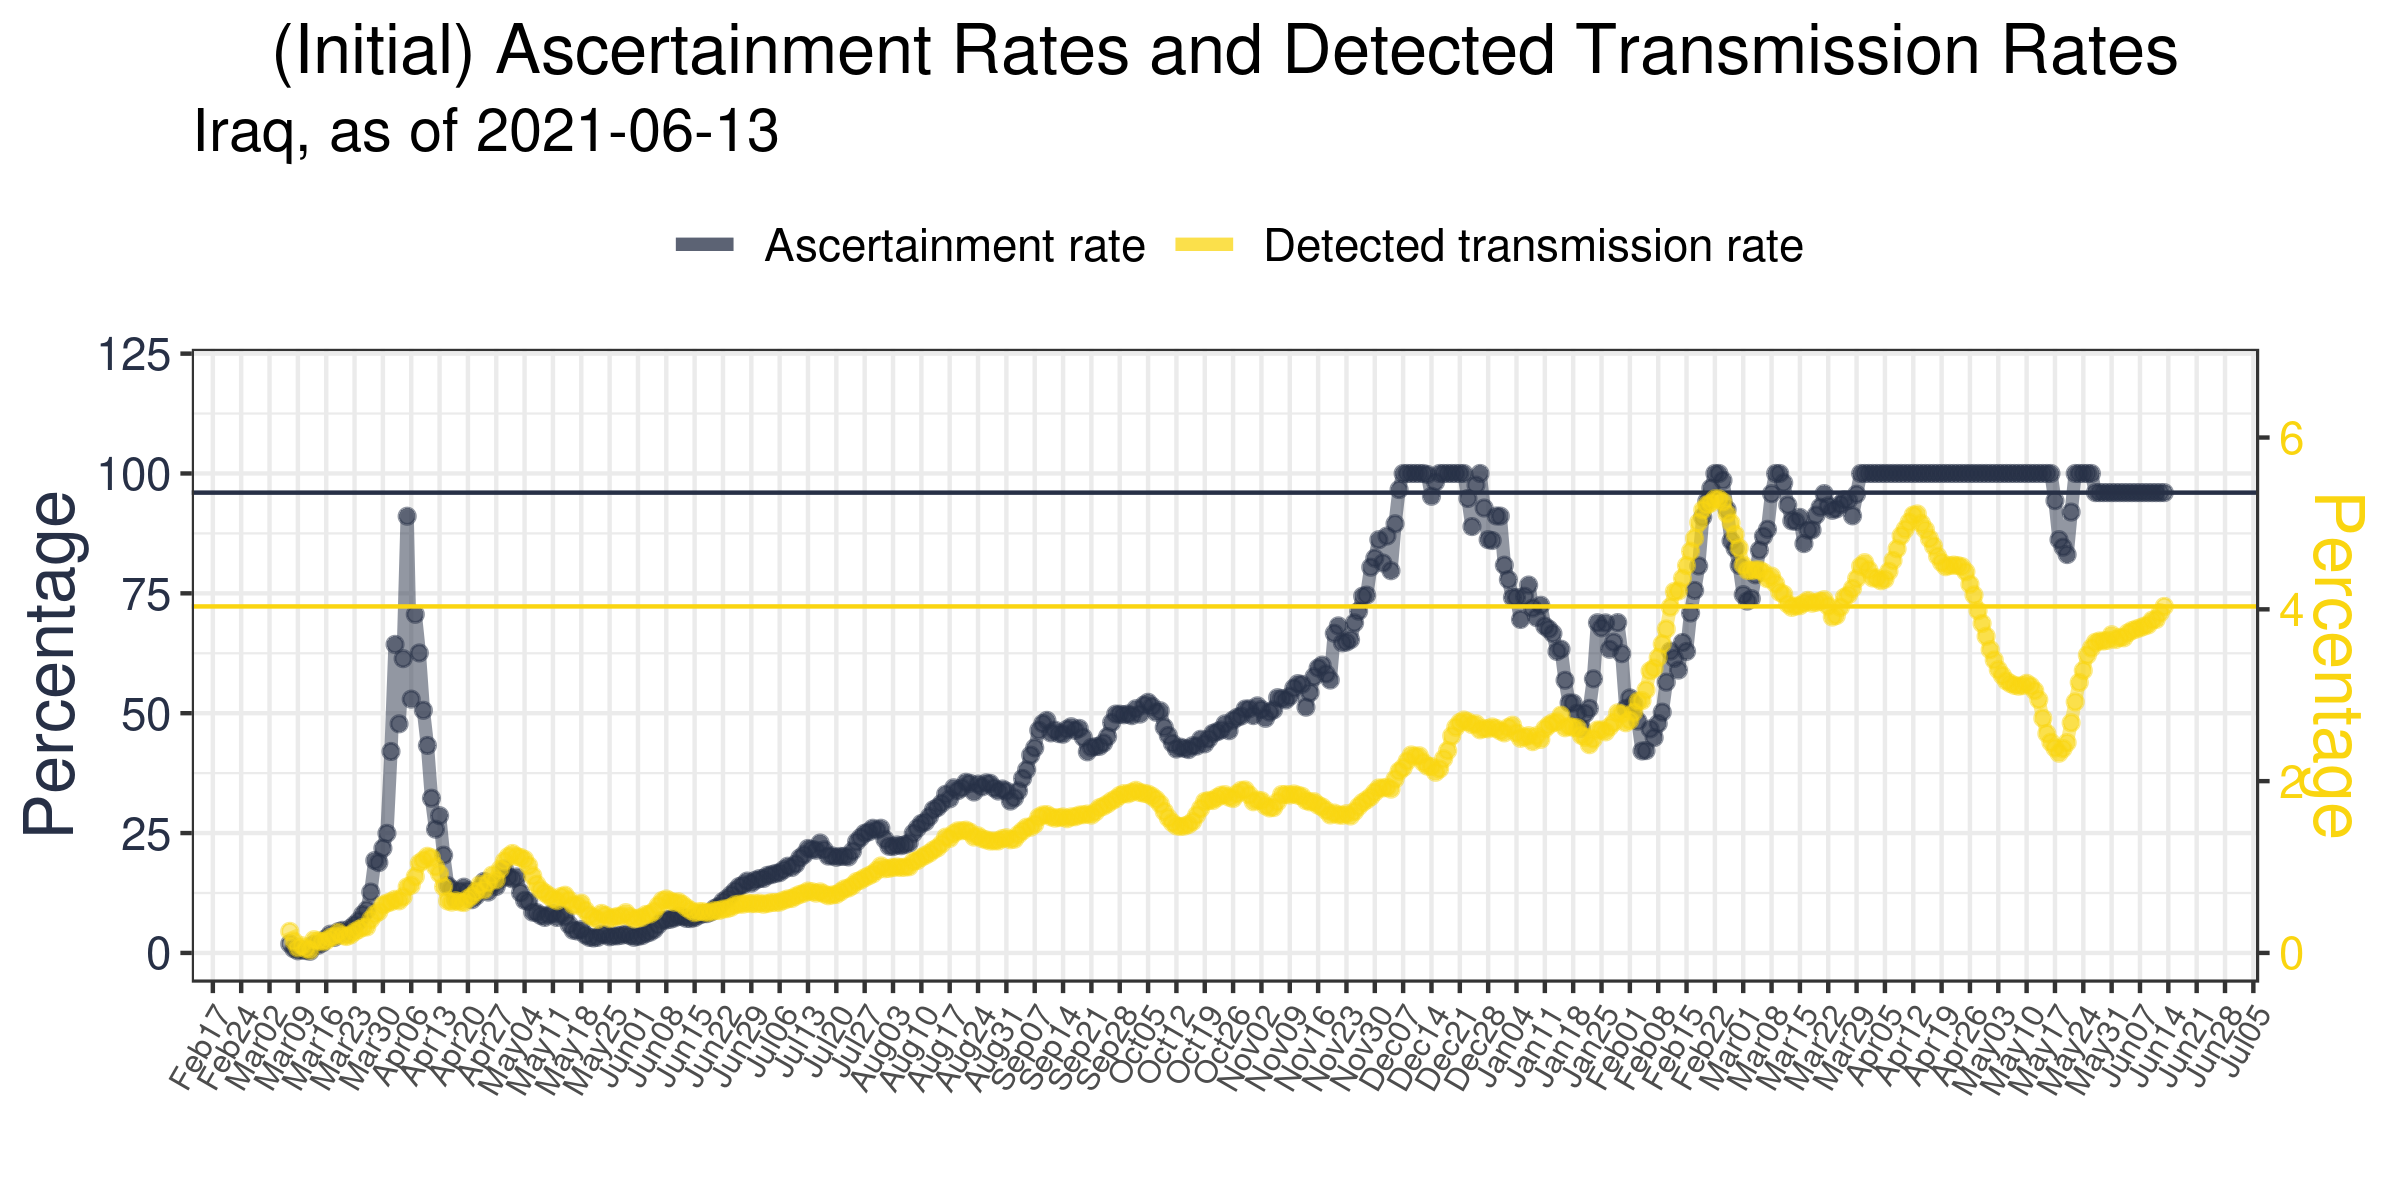 (Initial) Ascertainment Rates and Detected Transmission Rates
Iraq, as of 2021-06-13
Ascertainment rate
Detected transmission rate
Percentage
125
100
75
50
25
0
6
4
2
0
Percentage
Feb17
Feb24
Mar02
Mar09
Mar16
Mar23
Mar30
Apr06
Apr13
Apr20
Apr27
May04
May11
May18
May25
Jun01
Jun08
Jun15
Jun22
Jun29
Jul06
Jul13
Jul20
Jul27
Aug03
Aug10
Aug17
Aug24
Aug31
Sep07
Sep14
Sep21
Sep28
Oct05
Oct12
Oct19
Oct26
Nov02
Nov09
Nov16
Nov23
Nov30
Dec07
Dec14
Dec21
Dec28
Jan04
Jan11
Jan18
Jan25
Feb01
Feb08
Feb15
Feb22
Mar01
Mar08
Mar15
Mar22
Mar29
Apr05
Apr12
Apr19
Apr26
May03
May10
May17
May24
May31
Jun07
Jun14
Jun21
Jun28
Jul05